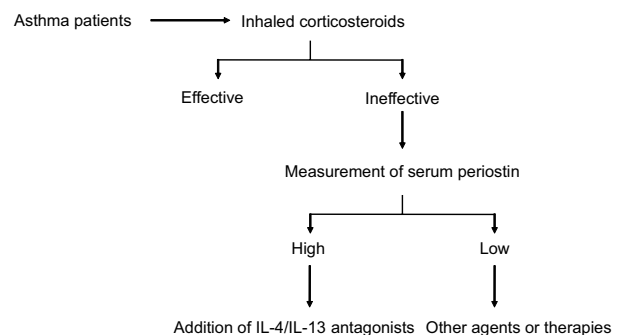 Asthma patients Inhaled corticosteroids
Effective Ineffective
Measurement of serum periostin
High Low
Addition of IL-4/IL-13 antagonists Other agents or therapies